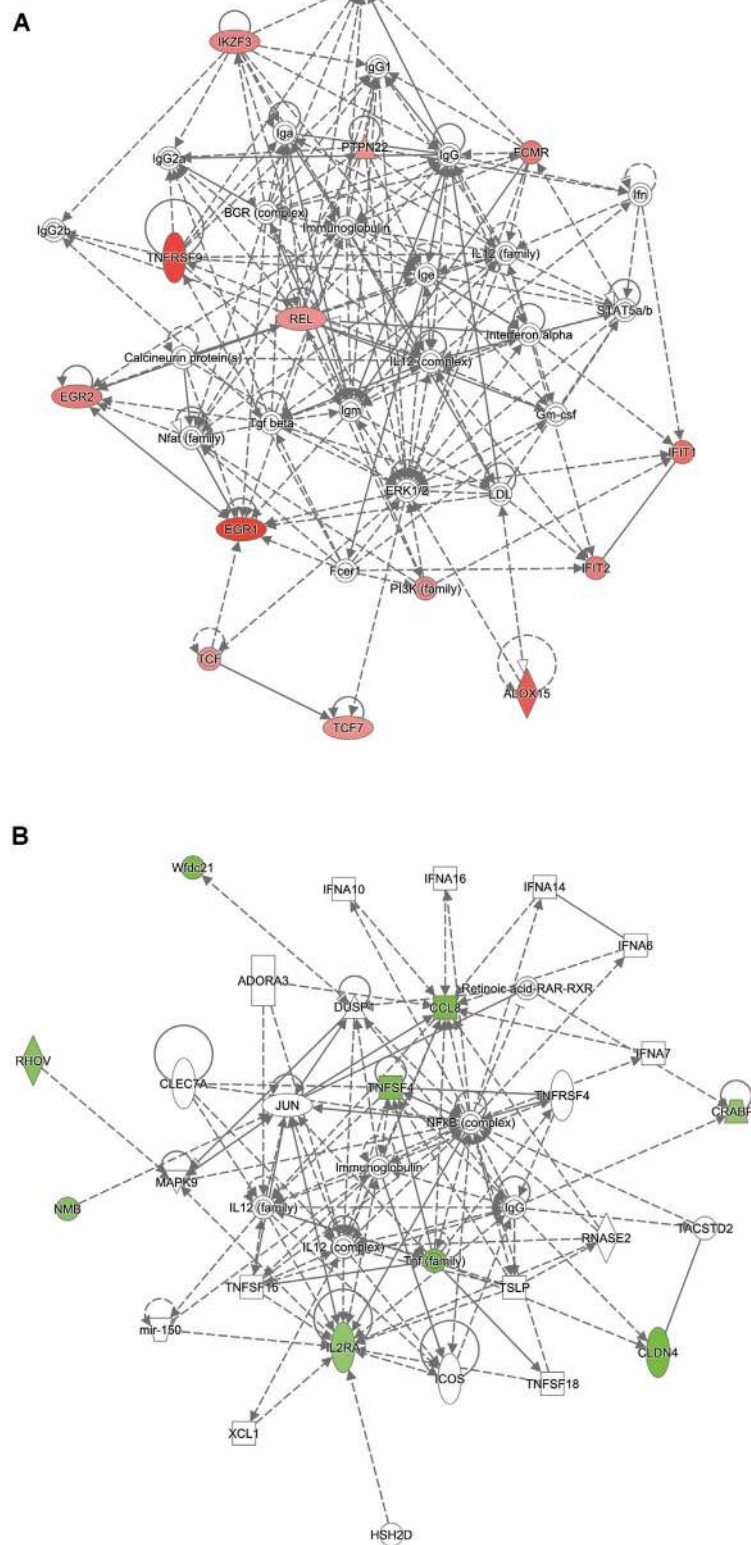 A
IKZF3
IgG1
Iga
PTPN22
IgG
FCMR
IgG2a
Ifn
BCR (complex)
Immunoglobulin
IgG2b
TNFRSF9
IL12 (family)
Ige
REL
STAT5a/b
Interferon alpha
Calcineurin protein(s)
IL12 (complex)
EGR2
Igm
Gm-csf
Nfat (family)
Tgf beta
IFIT1
ERK1/2
LDL
EGR1
Fcer1
IFIT2
PI3K (family)
TCF
ALOX15
TCF7
B
Wfdc21
IFNA10
IFNA16
IFNA14
IFNA6
ADORA3
Retinoic acid-RAR-RXR
DUSP4
CCL8
IFNA7
RHOV
CLEC7A
TNFSF4
TNFRSF4
JUN
NFkB (complex)
Immunoglobulin
MAPK9
NMB
IL12 (family)
IgG
TACSTD2
RNASE2
IL12 (complex)
Tnf (family)
TNFSF15
TSLP
mir-150
IL2RA
CLDN4
ICOS
TNFSF18
XCL1
HSH2D